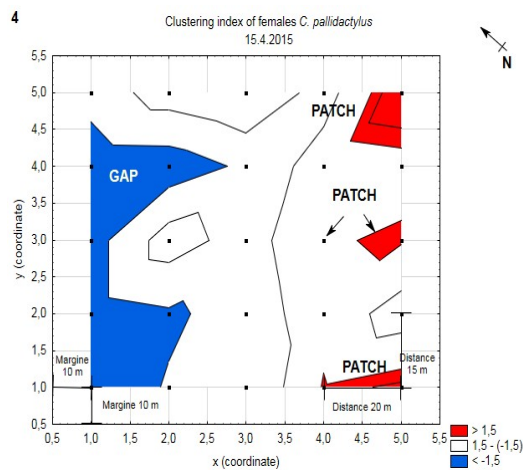 4
Clustering index of females C. pallidactylus
15.4.2015
N
5,5
5,0
4,5
4,0
3,5
3,0
2,5
2,0
1,5
1,0
0,5
y (coordinate)
PATCH
GAP
PATCH
PATCH
Margine
10 m
Margine 10 m
Distance
15 m
Distance 20 m
0,5 1,0 1,5 2,0 2,5 3,0 3,5 4,0 4,5 5,0 5,5
x (coordinate)
> 1,5
1,5 - (-1,5)
< -1,5